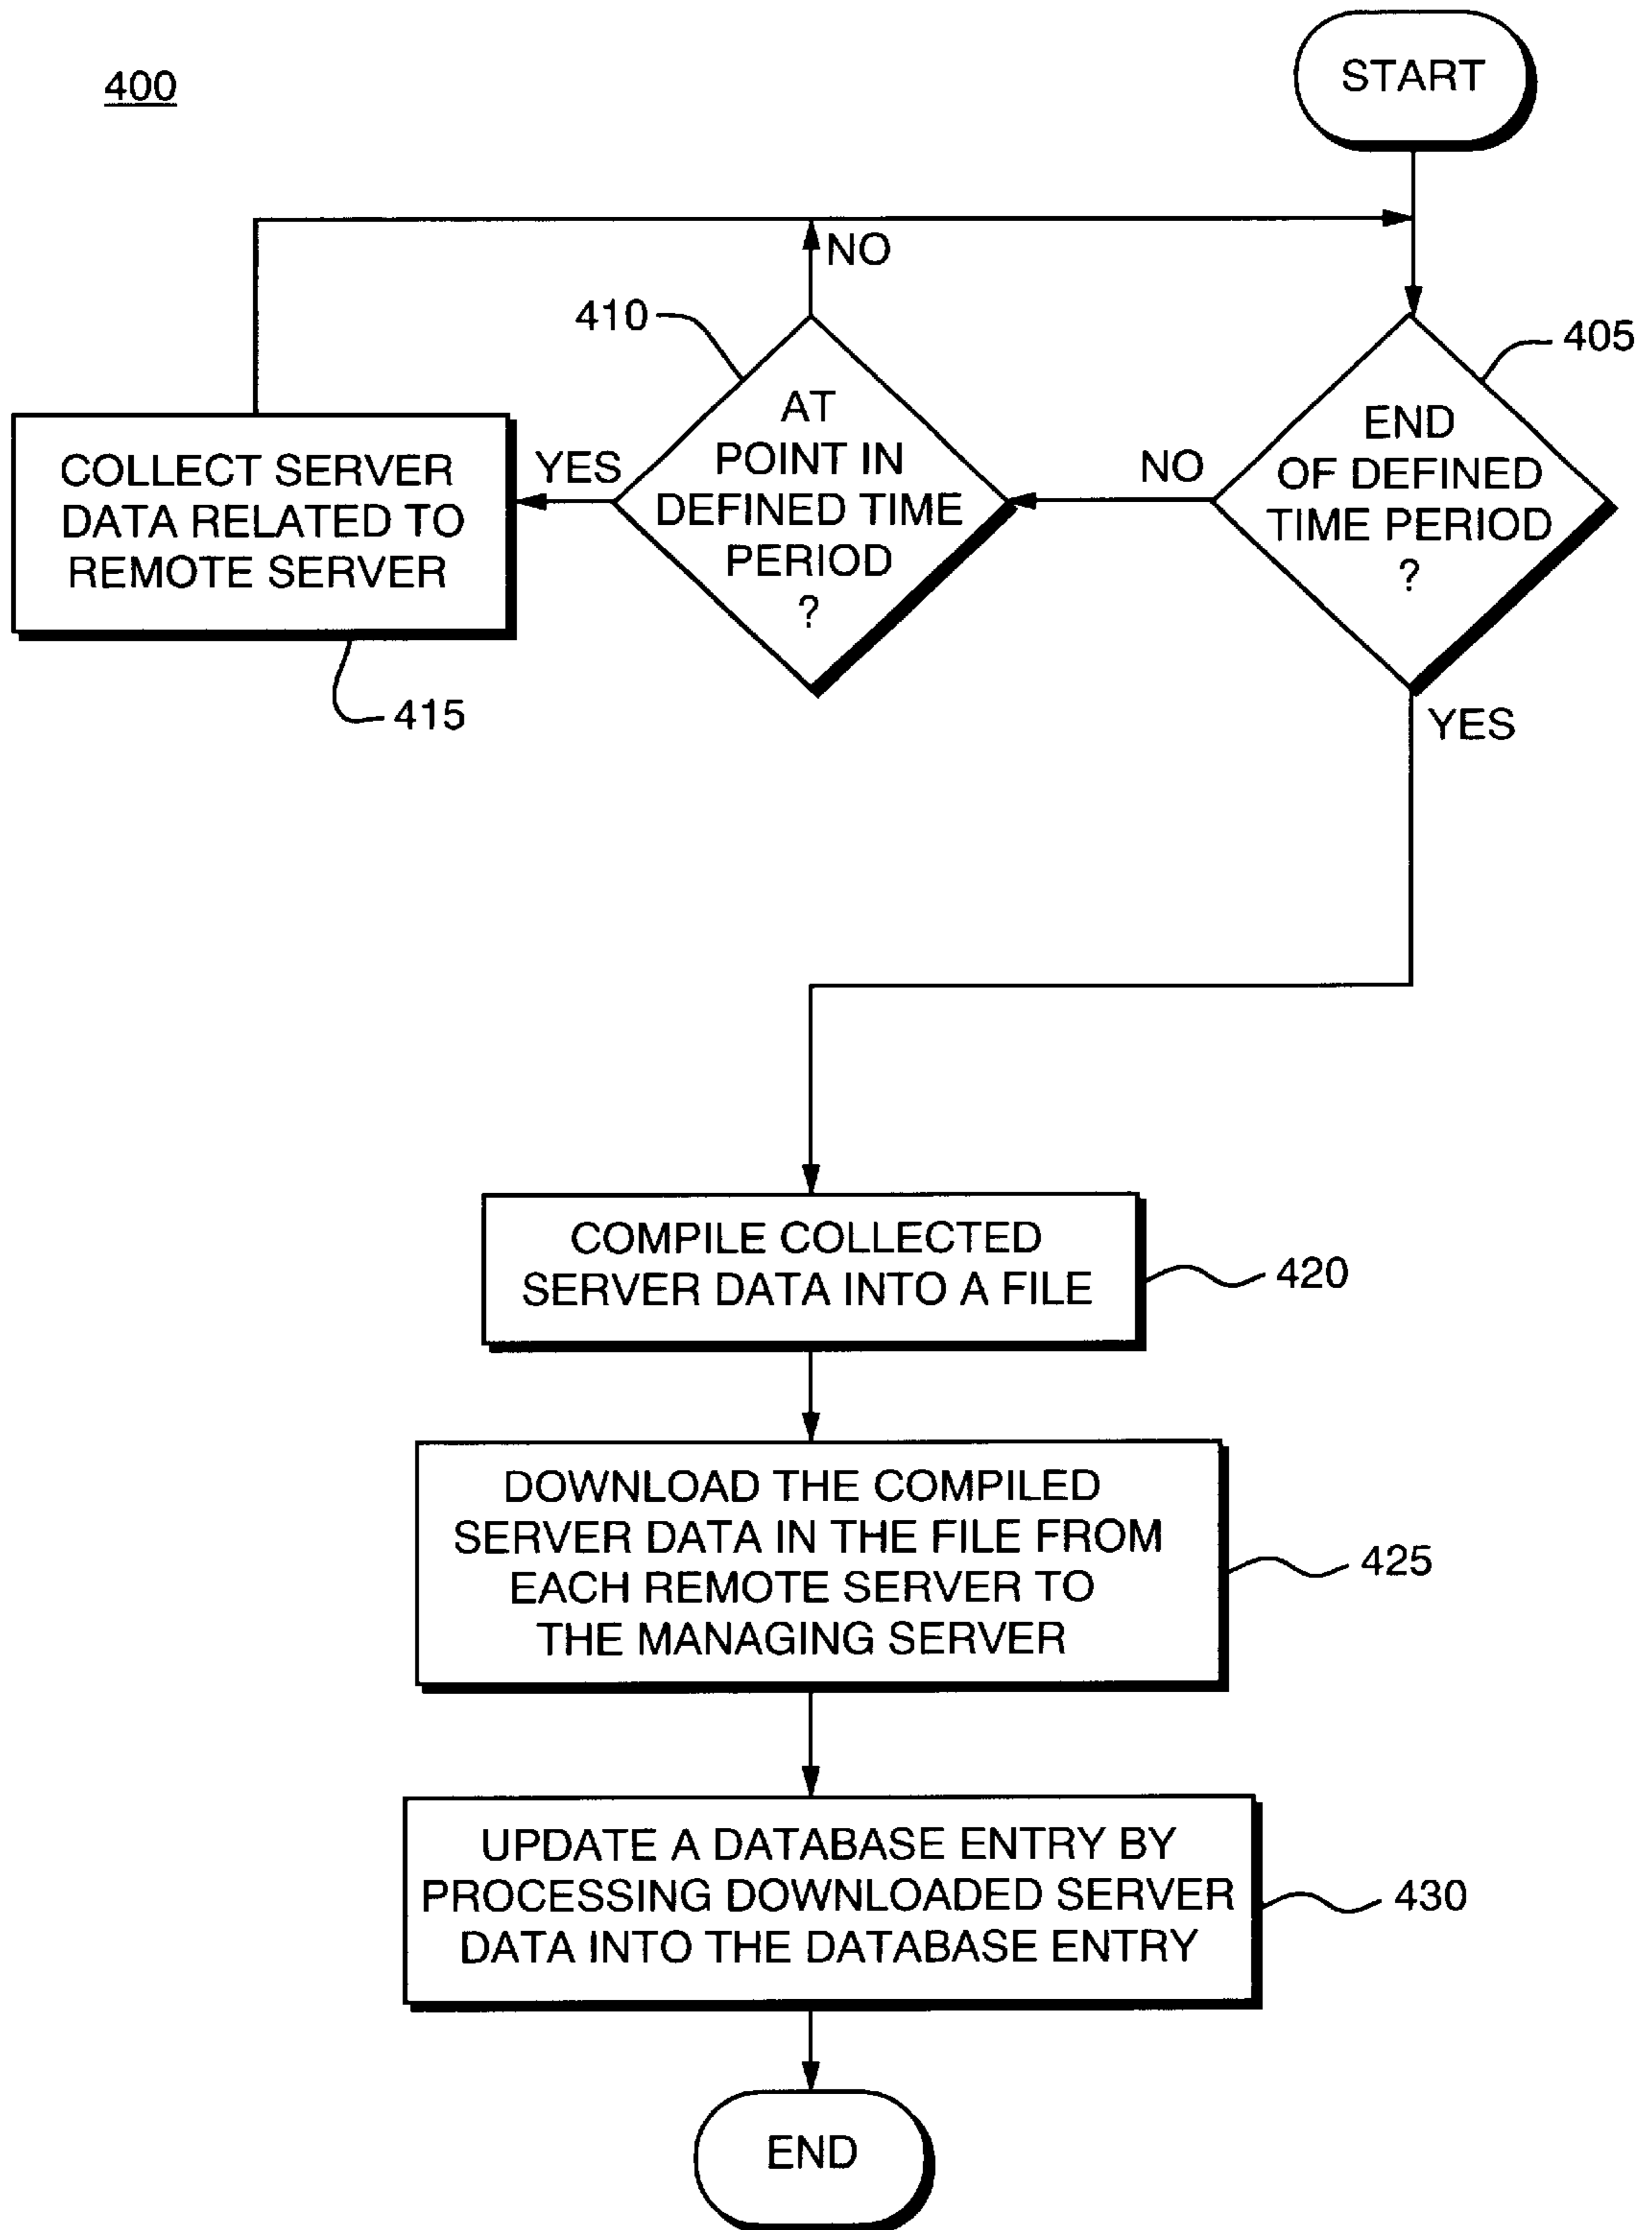 400
START
NO
410
405
AT
POINT IN
DEFINED TIME
PERIOD
?
END
OF DEFINED
TIME PERIOD
?
NO
YES
COLLECT SERVER
DATA RELATED TO
REMOTE SERVER
415
YES
COMPILE COLLECTED
SERVER DATA INTO A FILE
420
DOWNLOAD THE COMPILED
SERVER DATA IN THE FILE FROM
EACH REMOTE SERVER TO
THE MANAGING SERVER
425
UPDATE A DATABASE ENTRY BY
PROCESSING DOWNLOADED SERVER
DATA INTO THE DATABASE ENTRY
430
END